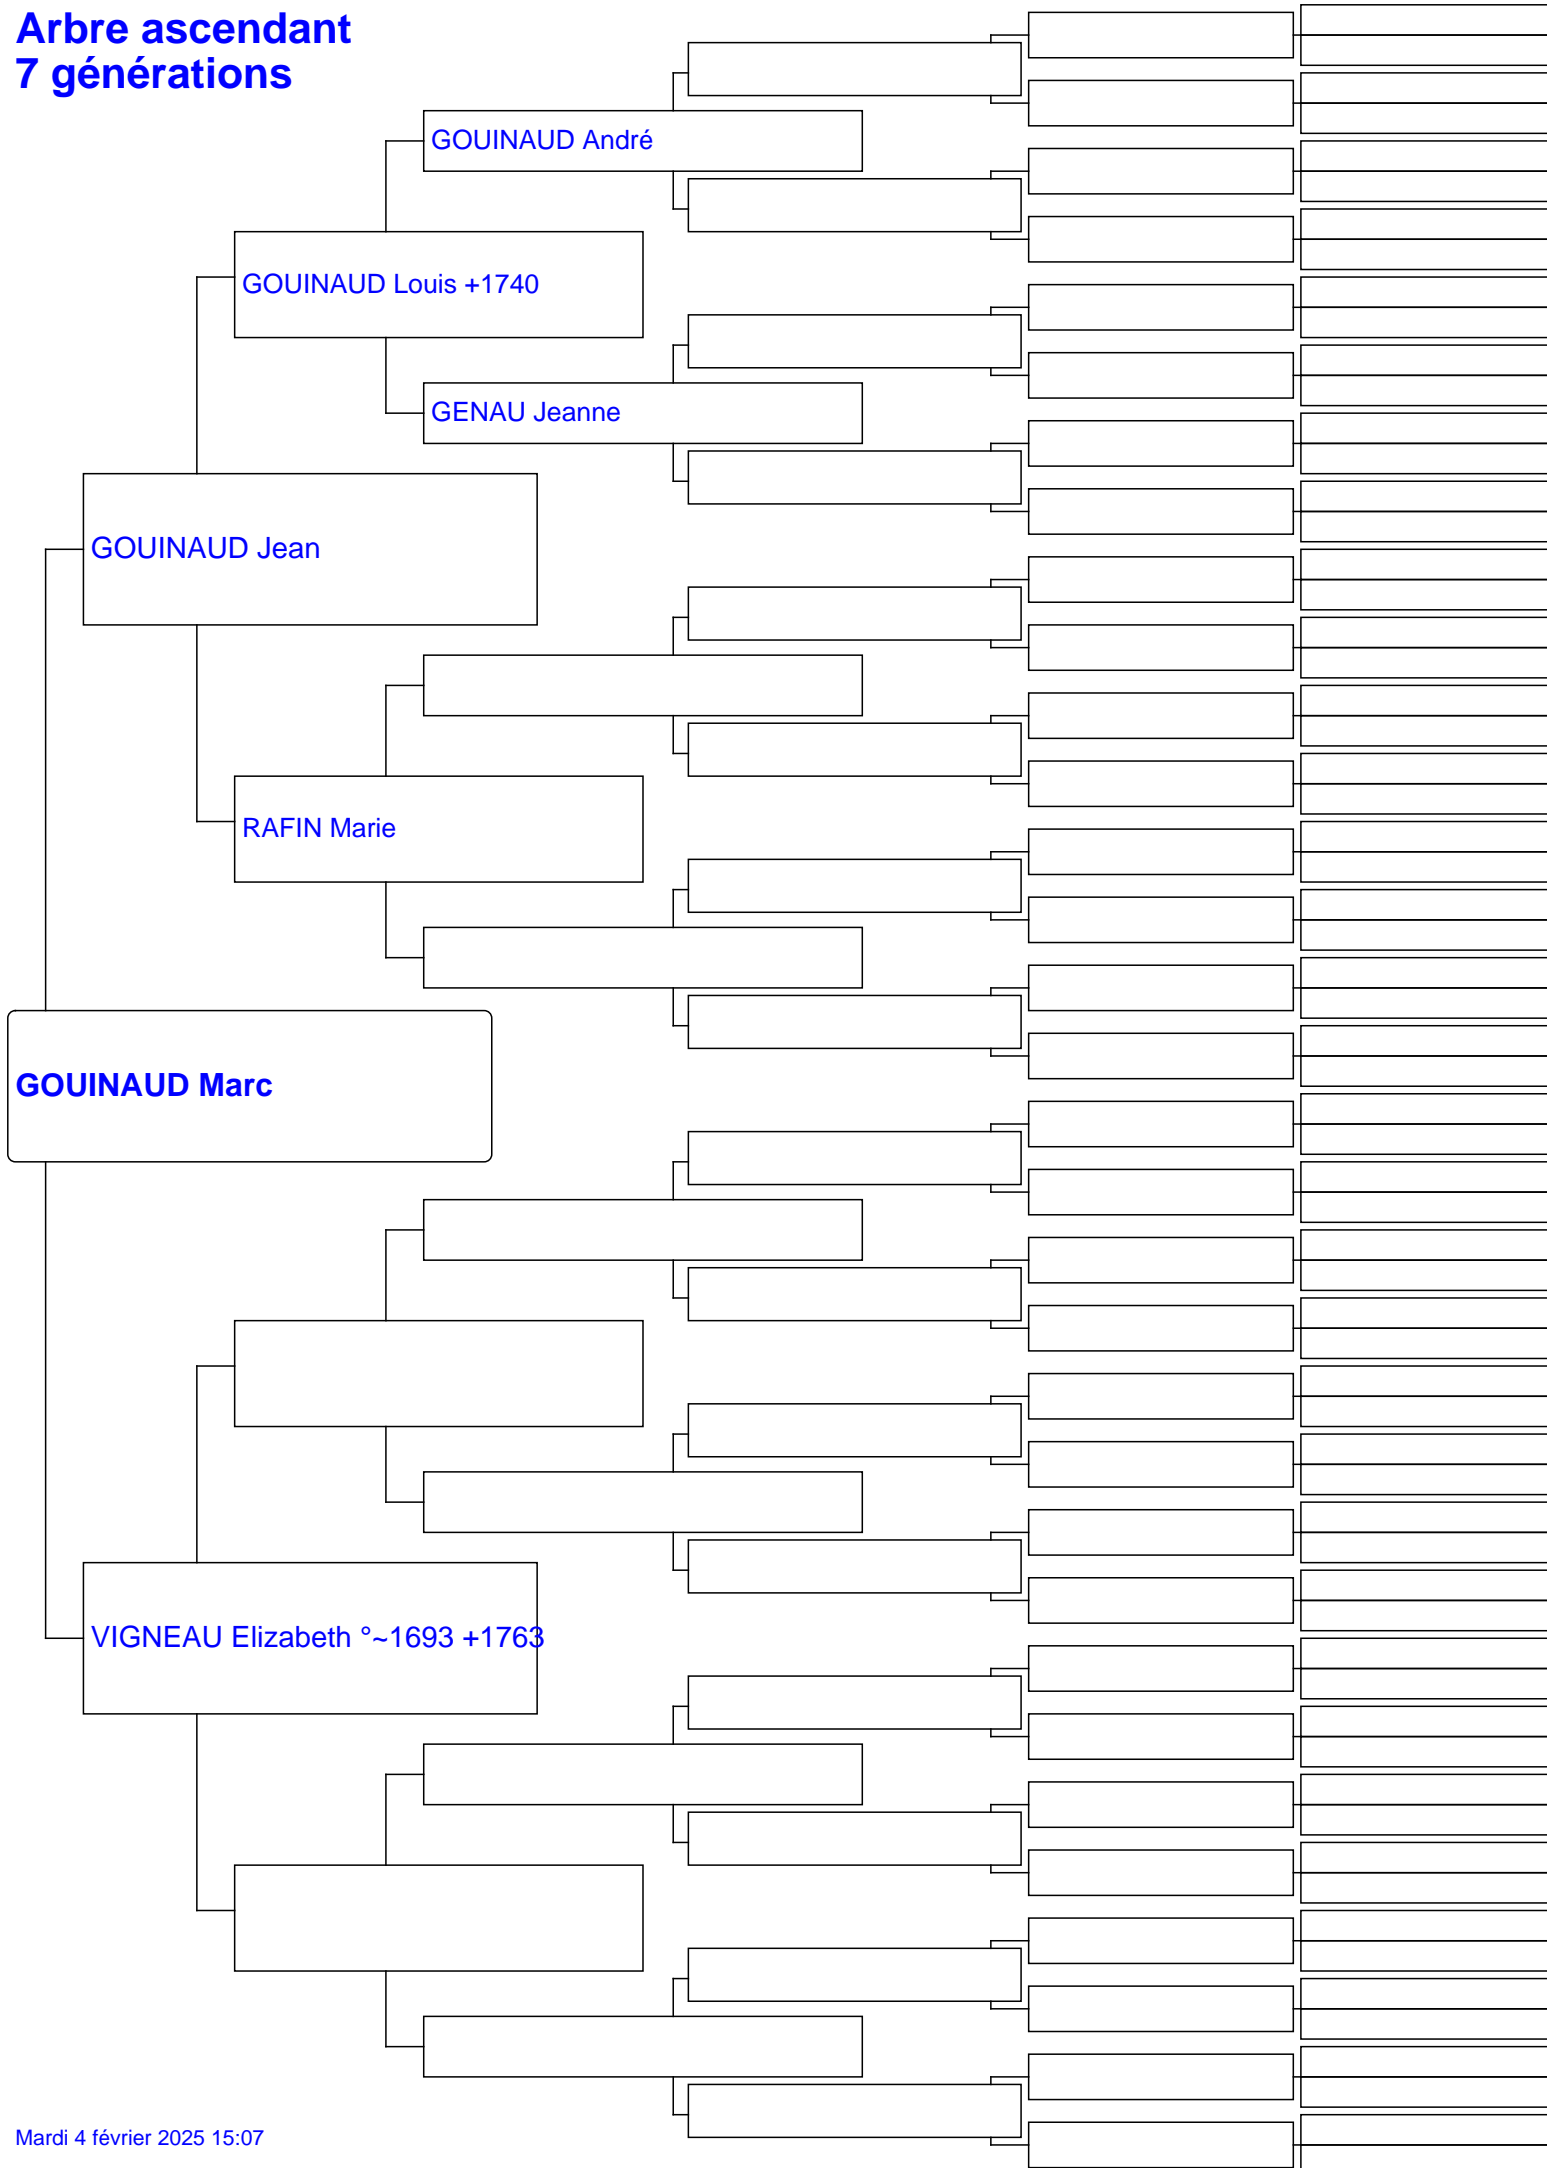 Arbre ascendant
7 générations
GOUINAUD André
GOUINAUD Louis +1740
GENAU Jeanne
GOUINAUD Jean
RAFIN Marie
GOUINAUD Marc
VIGNEAU Elizabeth °~1693 +1763
Mardi 4 février 2025 15:07